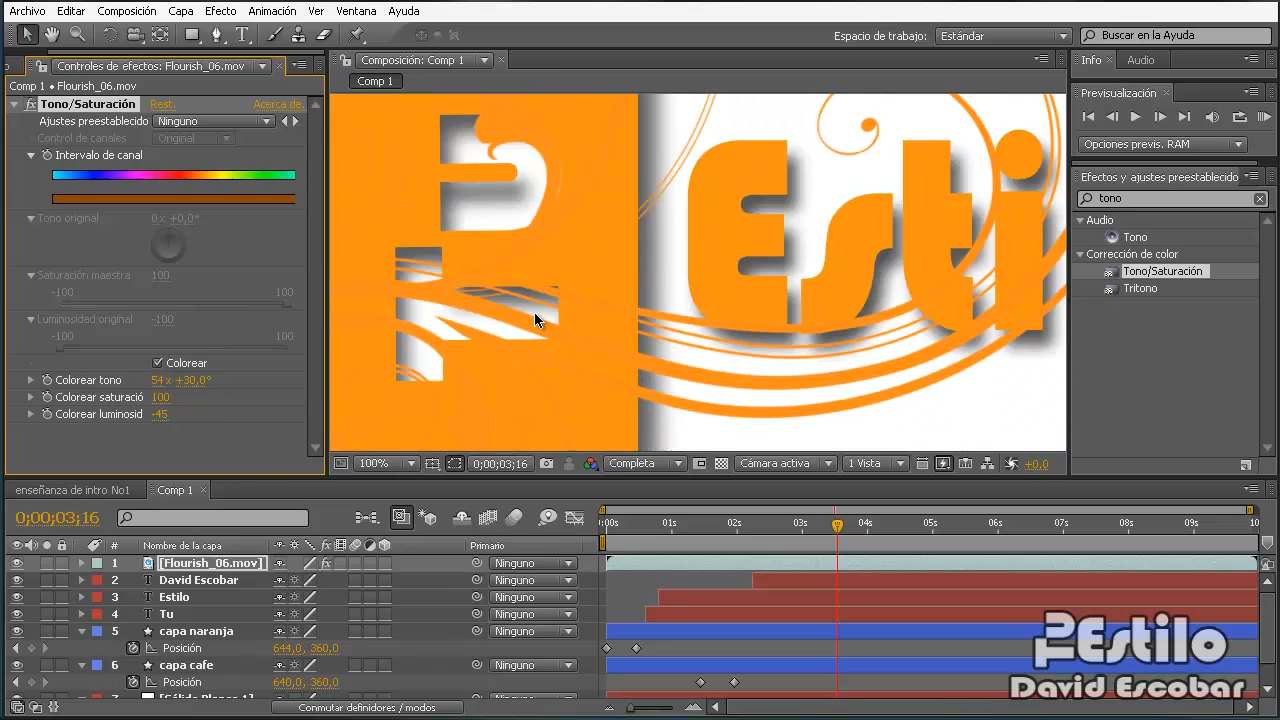 Archivo Editar Composición Capa Efecto Animación Ver Ventana Ayuda
Espacio de trabajo: Estándar Buscar en la Ayuda
Controles de efectos: Flourish_06.mov
Comp 1 • Flourish_06.mov
Tono/Saturación Rest. Acerca de.
Ajustes preestablecido Ninguno
Control de canales Original
Intervalo de canal
Tono original 0 x +0,0°
Saturación maestra 100
-100 100
Luminosidad original -100
-100 100
Colorear
Colorear tono 54 x +30,0°
Colorear saturació 100
Colorear luminosid -45
Composición: Comp 1
Comp 1
Esti
100% 0;00;03;16 Completa Cámara activa 1 Vista +0,0
Info Audio
Previsualización
Opciones previs. RAM
Efectos y ajustes preestablecido
tono
Audio
Tono
Corrección de color
Tono/Saturación
Tritono
enseñanza de intro No1 Comp 1
0;00;03;16
0:00s 01s 02s 03s 04s 05s 06s 07s 08s 09s 10
# Nombre de la capa fx Primario
1 [Flourish_06.mov] fx Ninguno
2 T David Escobar Ninguno
3 T Estilo Ninguno
4 T Tu Ninguno
5 capa naranja Ninguno
Posición 644,0, 360,0
6 capa cafe Ninguno
Posición 640,0, 360,0
7 [Sólido Blanco 1] Ninguno
Conmutar definidores / modos
Estilo
David Escobar